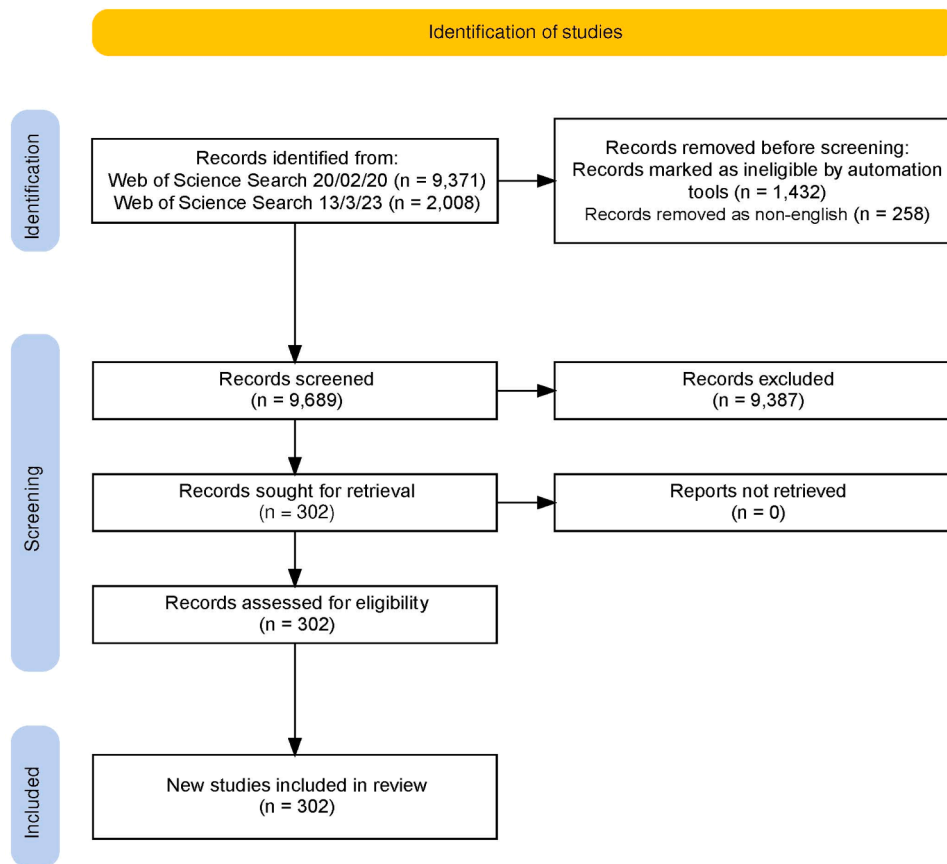 Identification of studies
Identification
Records identified from:
Web of Science Search 20/02/20 (n = 9,371)
Web of Science Search 13/3/23 (n = 2,008)
Records removed before screening:
Records marked as ineligible by automation
tools (n = 1,432)
Records removed as non-english (n = 258)
Screening
Records screened
(n = 9,689)
Records excluded
(n = 9,387)
Records sought for retrieval
(n = 302)
Reports not retrieved
(n = 0)
Records assessed for eligibility
(n = 302)
Included
New studies included in review
(n = 302)